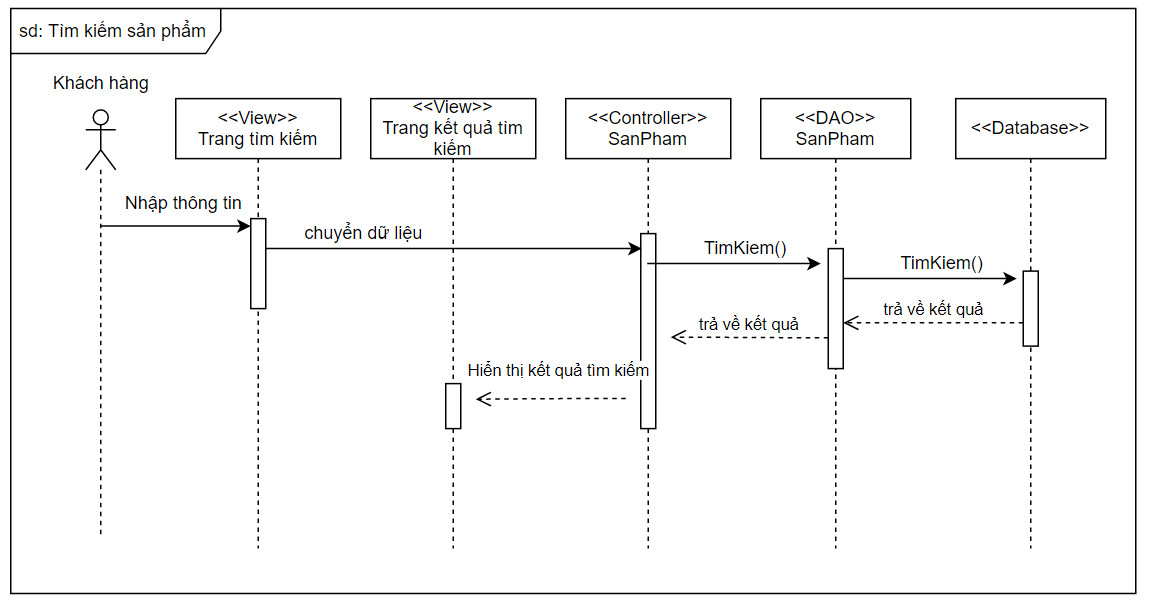 sd: Tìm kiếm sản phẩm
Khách hàng
<<View>>
Trang tìm kiếm
<<View>>
Trang kết quả tìm
kiếm
<<Controller>>
SanPham
<<DAO>>
SanPham
<<Database>>
Nhập thông tin
chuyển dữ liệu
TimKiem()
TimKiem()
trả về kết quả
trả về kết quả
Hiển thị kết quả tìm kiếm